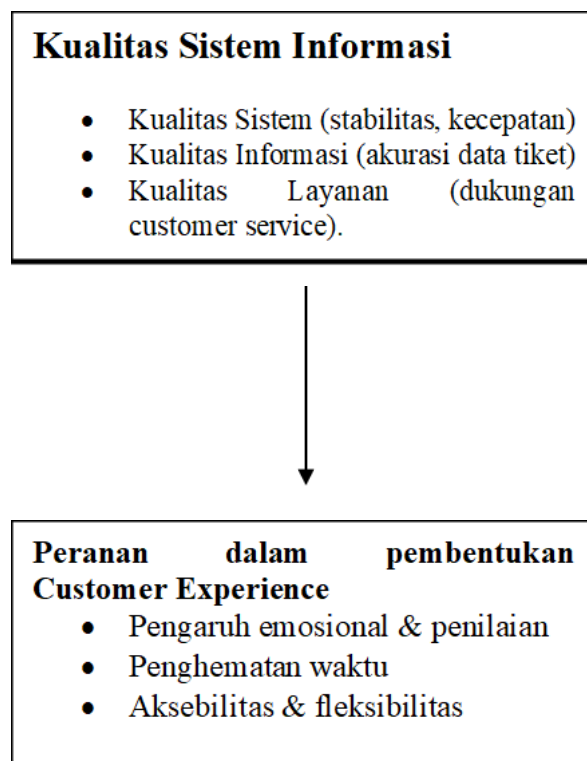 Kualitas Sistem Informasi
• Kualitas Sistem (stabilitas, kecepatan)
• Kualitas Informasi (akurasi data tiket)
• Kualitas Layanan (dukungan
customer service).
Peranan dalam pembentukan
Customer Experience
• Pengaruh emosional & penilaian
• Penghematan waktu
• Aksebilitas & fleksibilitas